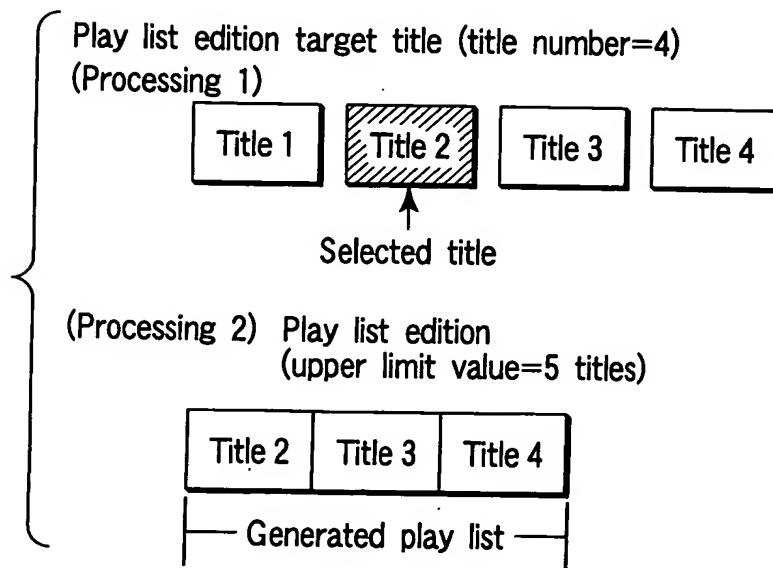 Play list edition target title (title number=4)
(Processing 1)
Title 1 Title 2 Title 3 Title 4
Selected title
(Processing 2) Play list edition
(upper limit value=5 titles)
Title 2 Title 3 Title 4
Generated play list